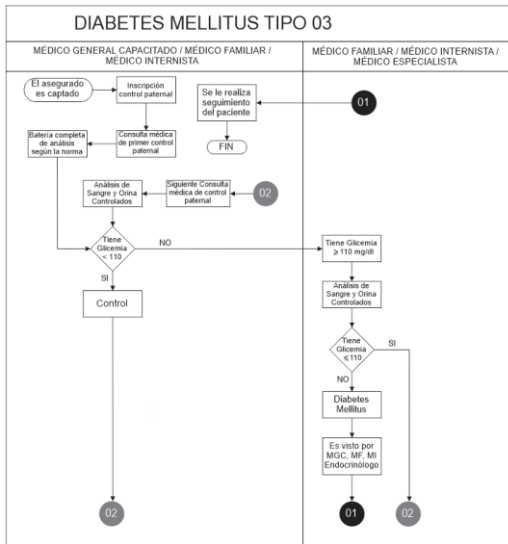 DIABETES MELLITUS TIPO 03
MÉDICO GENERAL CAPACITADO / MÉDICO FAMILIAR /
MÉDICO INTERNISTA
MÉDICO FAMILIAR / MÉDICO INTERNISTA /
MÉDICO ESPECIALISTA
El asegurado
es captado
Inscripción
control paternal
Se le realiza
seguimiento
del paciente
01
Batería completa
de análisis
según la norma
Consulta médica
de primer control
paternal
FIN
Análisis de
Sangre y Orina
Controlados
Siguiente Consulta
médica de control
paternal
02
Tiene
Glicemia
< 110
NO
SI
Control
02
Tiene Glicemia
≥ 110 mg/dl
Análisis de
Sangre y Orina
Controlados
Tiene
Glicemia
≤110
SI
NO
Diabetes
Mellitus
Es visto por
MGC, MF, MI
Endocrinólogo
01
02